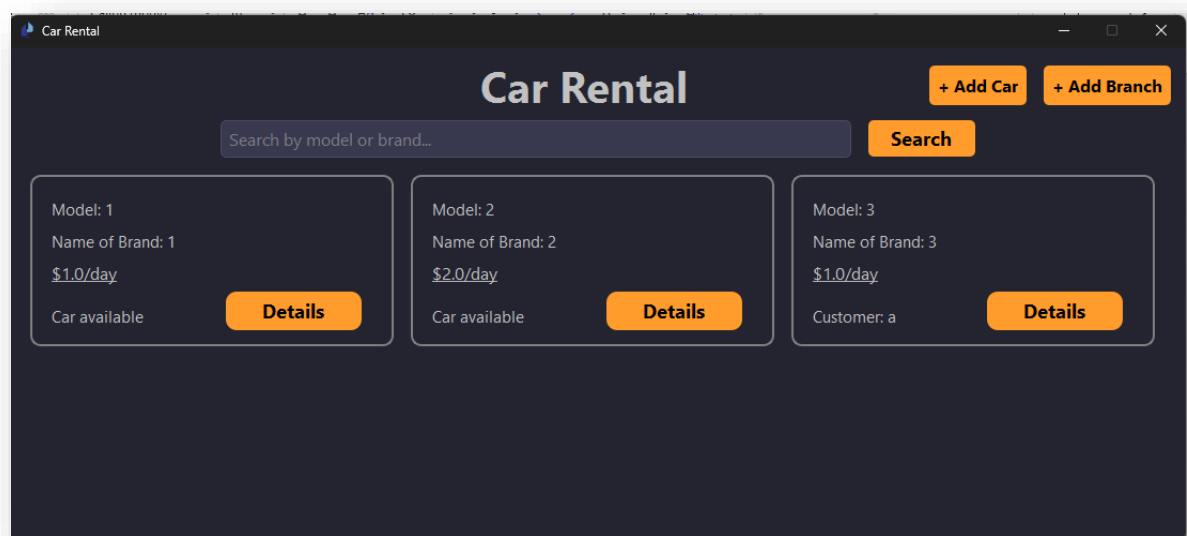 Car Rental
Car Rental
+ Add Car
+ Add Branch
Search by model or brand...
Search
Model: 1
Name of Brand: 1
$1.0/day
Car available
Details
Model: 2
Name of Brand: 2
$2.0/day
Car available
Details
Model: 3
Name of Brand: 3
$1.0/day
Customer: a
Details